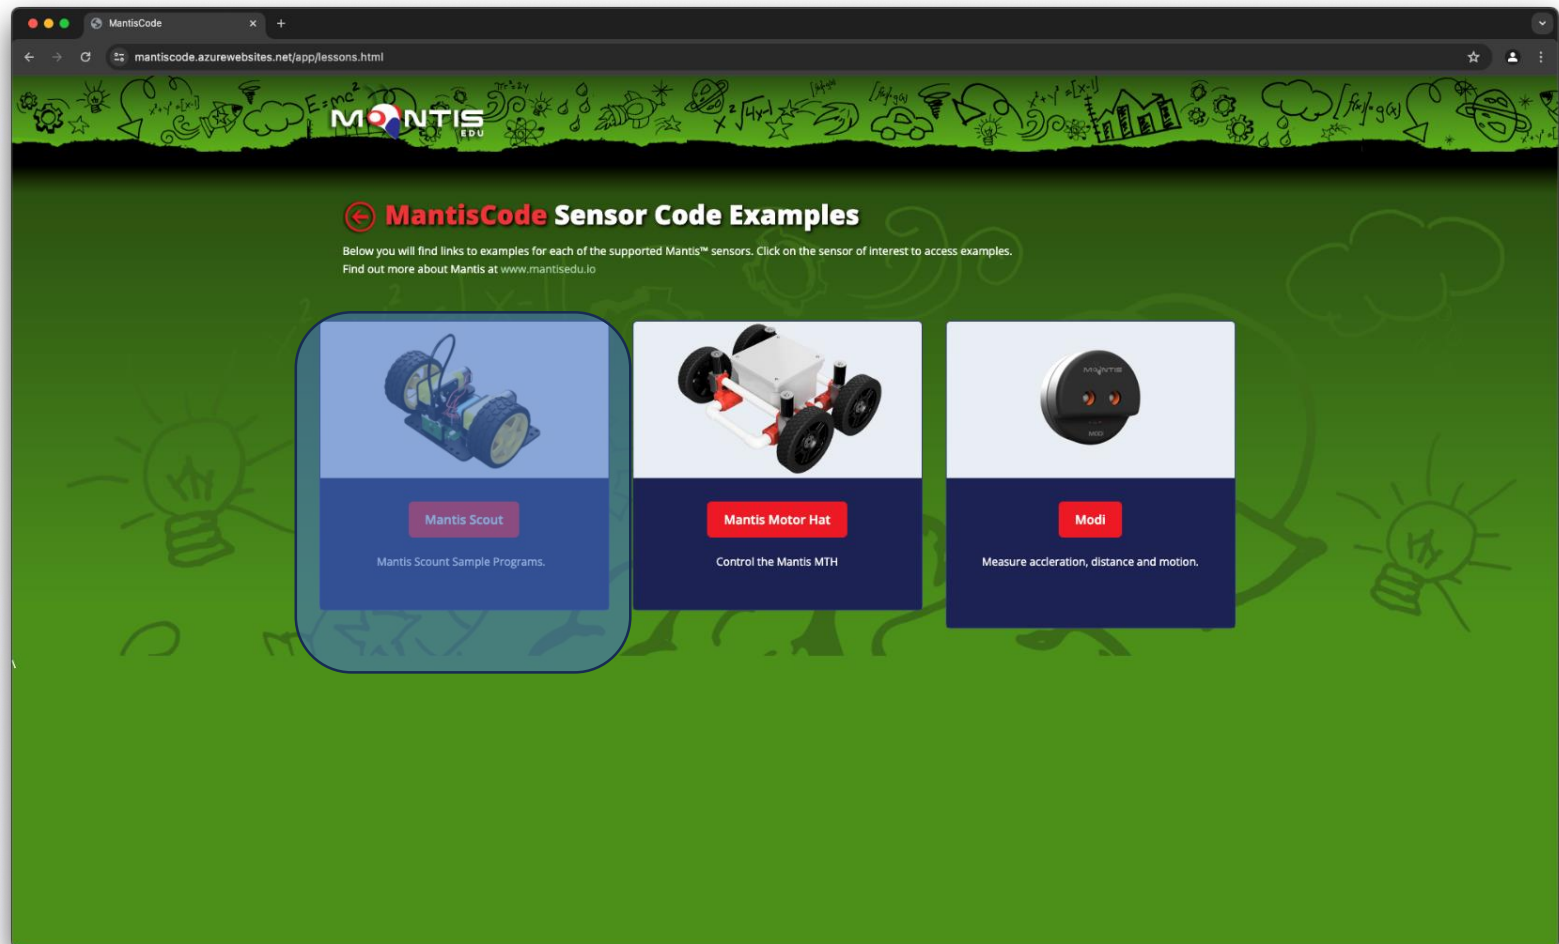 MantisCode
mantiscode.azurewebsites.net/app/lessons.html
E=mc²
MANTIS
EDU
MantisCode Sensor Code Examples
Below you will find links to examples for each of the supported Mantis™ sensors. Click on the sensor of interest to access examples.
Find out more about Mantis at www.mantisedu.io
MANTIS
MODI
Mantis Scout
Mantis Motor Hat
Modi
Mantis Scount Sample Programs.
Control the Mantis MTH
Measure accleration, distance and motion.
\